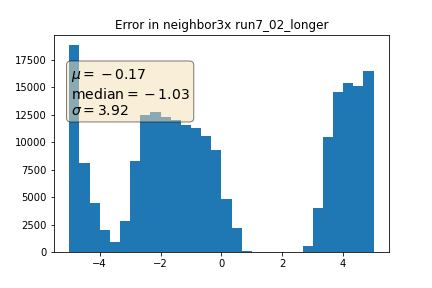 Error in neighbor3x run7_02_longer
17500
15000
12500
10000
7500
5000
2500
0
μ = −0.17
median = −1.03
σ = 3.92
−4 −2 0 2 4